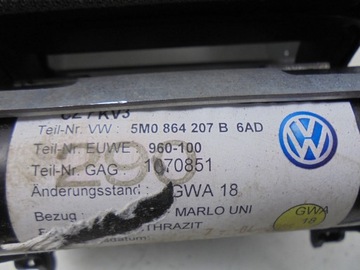 Teil-Nr. VW : 5M0 864 207 B 6AD
Teil-Nr. EUWE : 960-100
Teil-Nr. GAG : 1070851
Änderungsstand : GWA 18
Bezug MARLO UNI
THRAZIT
GWA
18